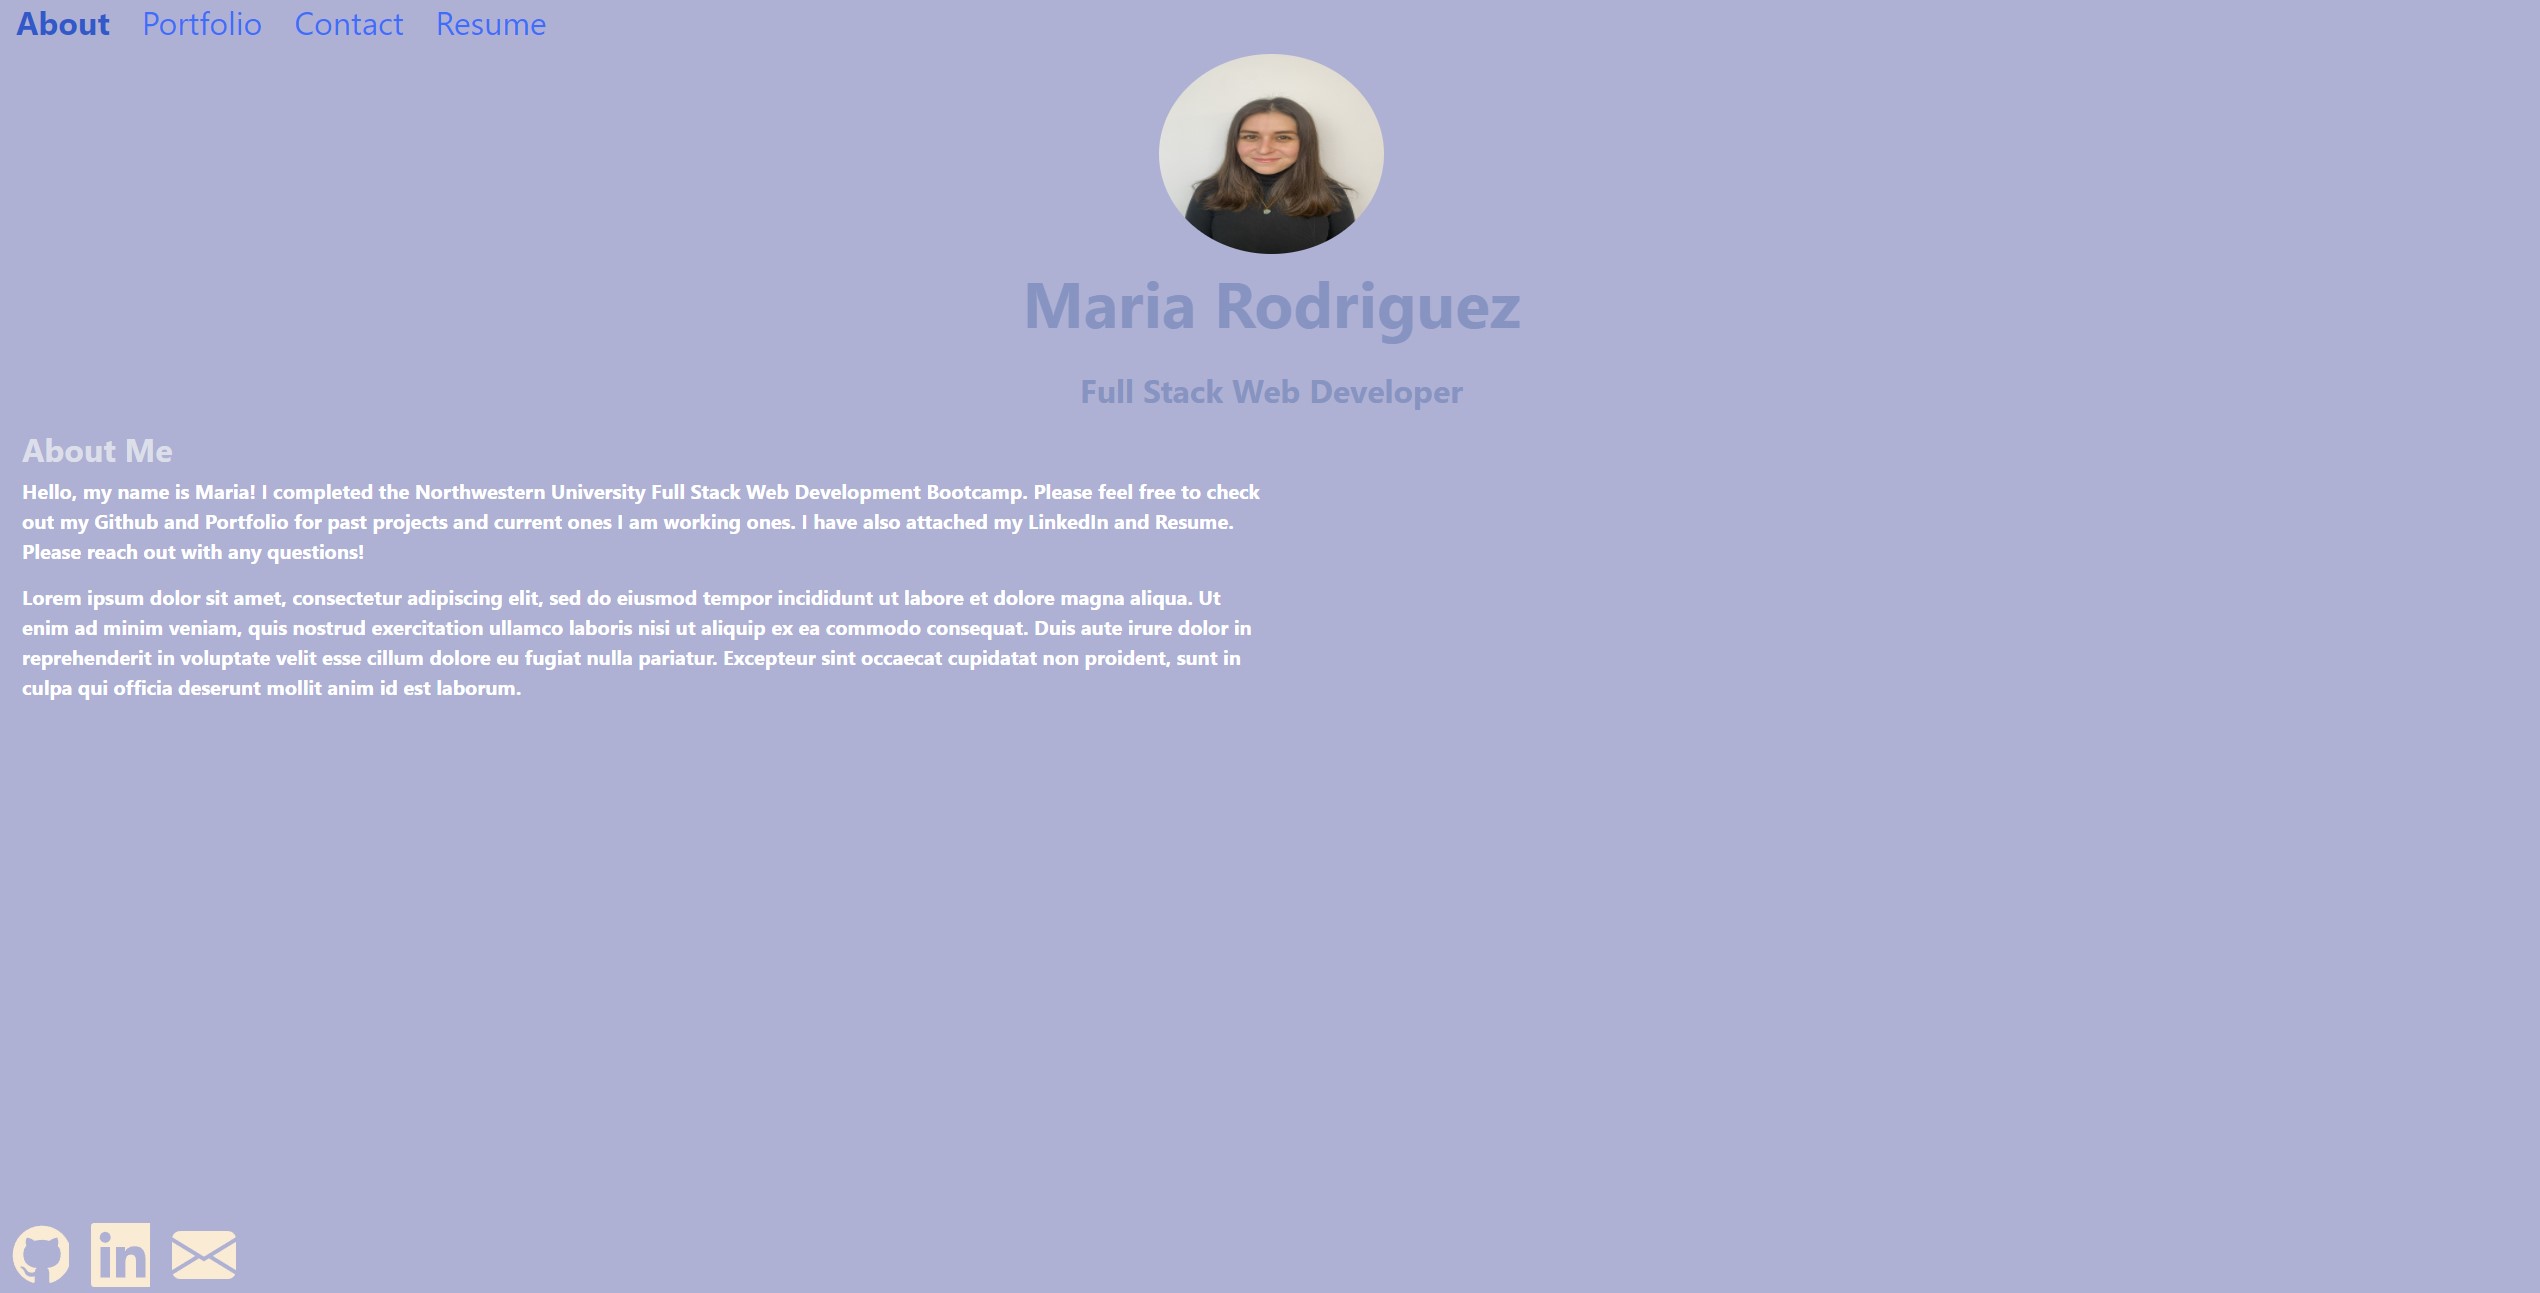 About Portfolio Contact Resume
Maria Rodriguez
Full Stack Web Developer
About Me
Hello, my name is Maria! I completed the Northwestern University Full Stack Web Development Bootcamp. Please feel free to check
out my Github and Portfolio for past projects and current ones I am working ones. I have also attached my LinkedIn and Resume.
Please reach out with any questions!
Lorem ipsum dolor sit amet, consectetur adipiscing elit, sed do eiusmod tempor incididunt ut labore et dolore magna aliqua. Ut
enim ad minim veniam, quis nostrud exercitation ullamco laboris nisi ut aliquip ex ea commodo consequat. Duis aute irure dolor in
reprehenderit in voluptate velit esse cillum dolore eu fugiat nulla pariatur. Excepteur sint occaecat cupidatat non proident, sunt in
culpa qui officia deserunt mollit anim id est laborum.
in